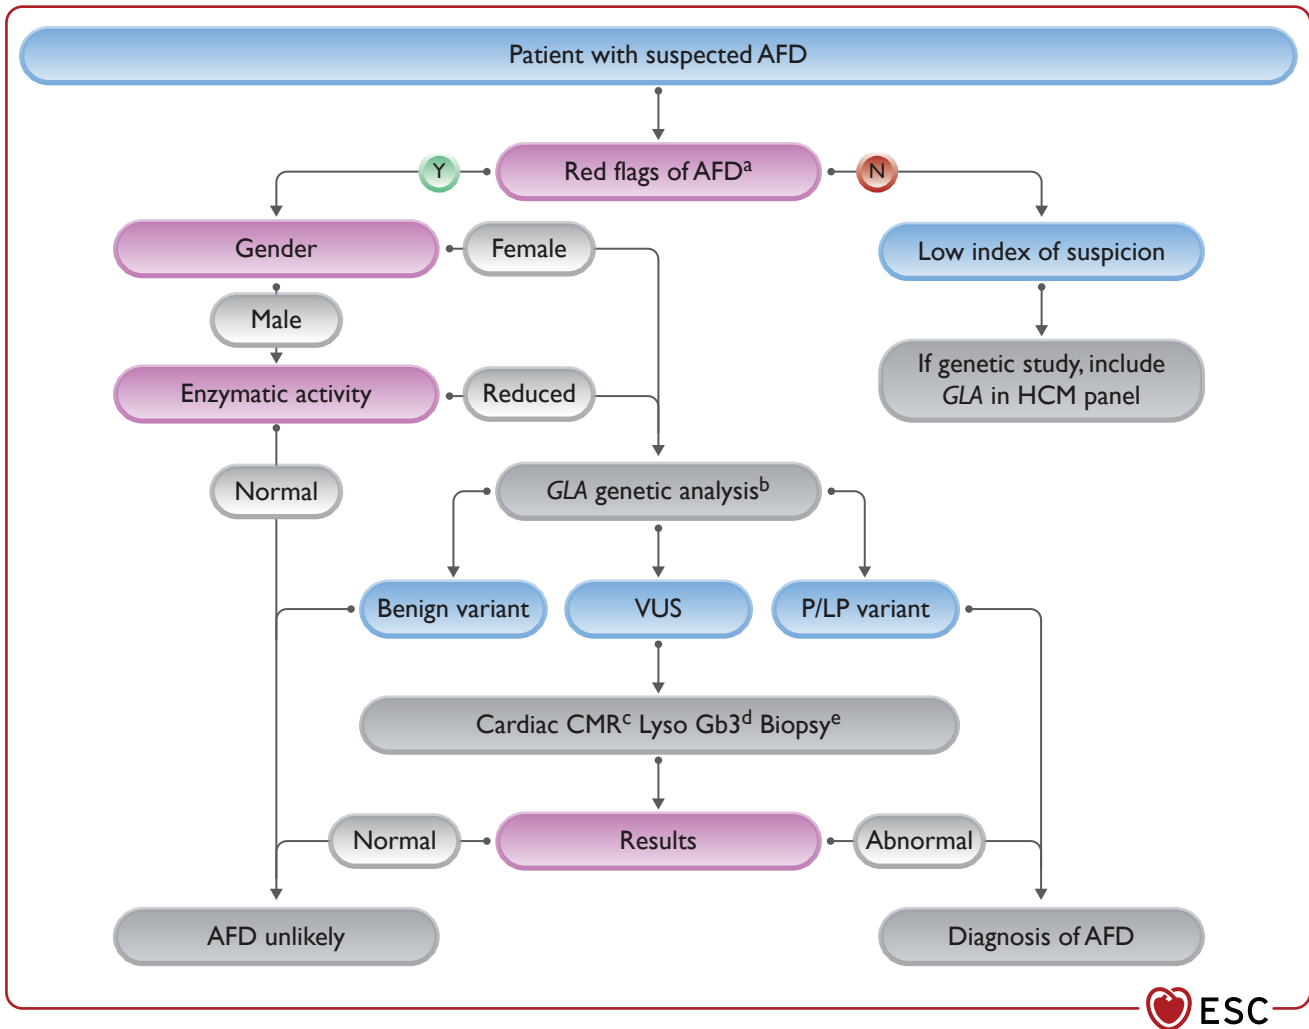 Patient with suspected AFD
Y
Red flags of AFDa
N
Gender
Female
Low index of suspicion
Male
If genetic study, include
GLA in HCM panel
Enzymatic activity
Reduced
Normal
GLA genetic analysisb
Benign variant
VUS
P/LP variant
Cardiac CMRc Lyso Gb3d Biopsye
Normal
Results
Abnormal
AFD unlikely
Diagnosis of AFD
ESC